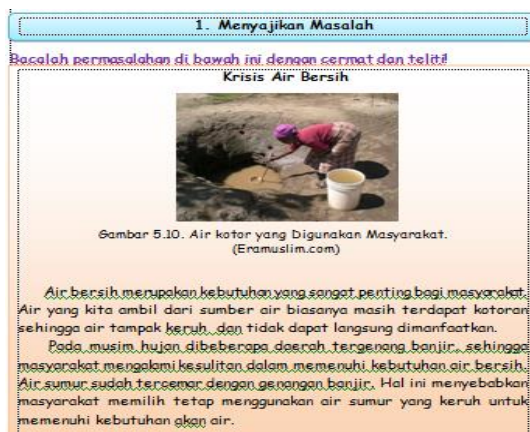 1. Menyajikan Masalah
Bacalah permasalahan di bawah ini dengan cermat dan teliti!
Krisis Air Bersih
Gambar 5.10. Air kotor yang Digunakan Masyarakat.
(Eramuslim.com)
Air bersih merupakan kebutuhan yang sangat penting bagi masyarakat.
Air yang kita ambil dari sumber air biasanya masih terdapat kotoran
sehingga air tampak keruh dan tidak dapat langsung dimanfaatkan.
Pada musim hujan dibeberapa daerah tergenang banjir, sehingga
masyarakat mengalami kesulitan dalam memenuhi kebutuhan air bersih.
Air sumur sudah tercemar dengan genangan banjir. Hal ini menyebabkan
masyarakat memilih tetap menggunakan air sumur yang keruh untuk
memenuhi kebutuhan akan air.